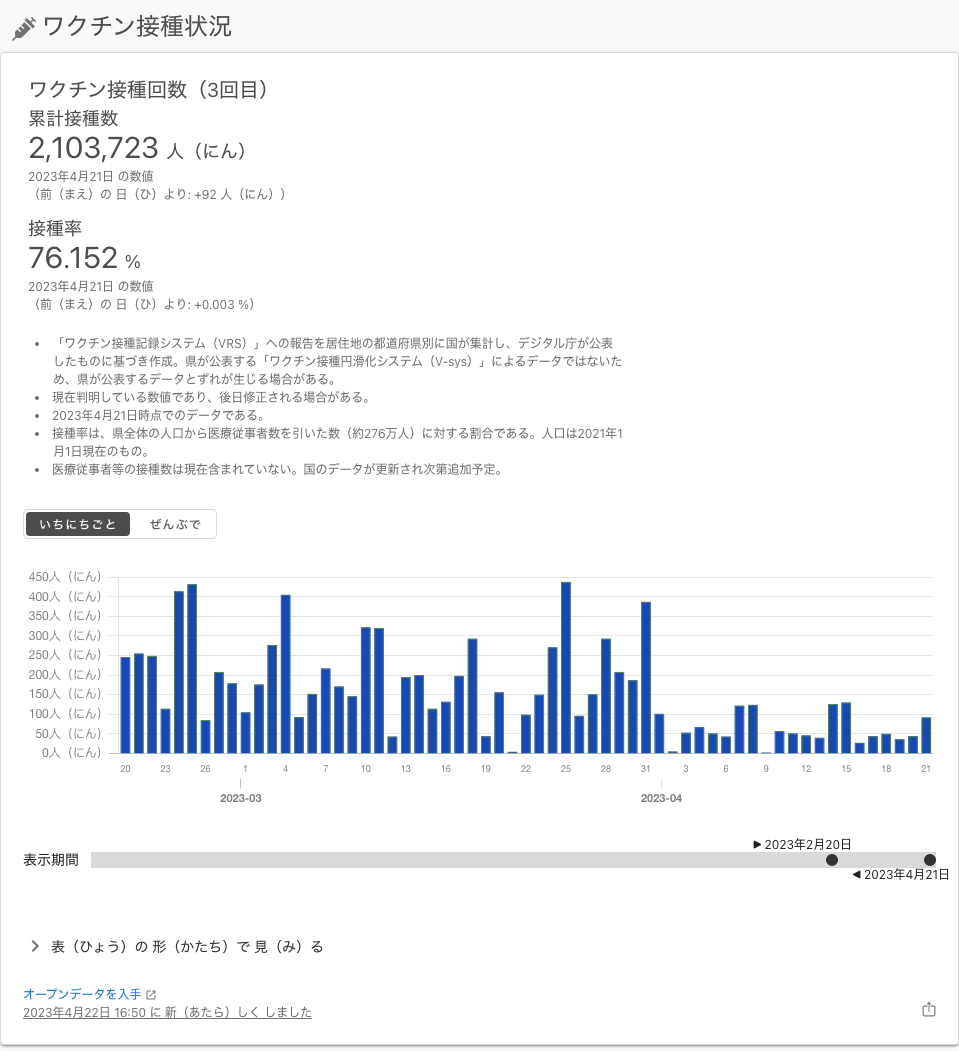 ワクチン接種状況
ワクチン接種回数（3回目）
累計接種数
2,103,723 人（にん）
2023年4月21日 の数値
（前（まえ）の 日（ひ）より: +92 人（にん））
接種率
76.152 %
2023年4月21日 の数値
（前（まえ）の 日（ひ）より: +0.003 %）
• 「ワクチン接種記録システム（VRS）」への報告を居住地の都道府県別に国が集計し、デジタル庁が公表
したものに基づき作成。県が公表する「ワクチン接種円滑化システム（V-sys）」によるデータではないた
め、県が公表するデータとずれが生じる場合がある。
• 現在判明している数値であり、後日修正される場合がある。
• 2023年4月21日時点でのデータである。
• 接種率は、県全体の人口から医療従事者数を引いた数（約276万人）に対する割合である。人口は2021年1
月1日現在のもの。
• 医療従事者等の接種数は現在含まれていない。国のデータが更新され次第追加予定。
いちにちごと ぜんぶで
450人（にん）
400人（にん）
350人（にん）
300人（にん）
250人（にん）
200人（にん）
150人（にん）
100人（にん）
50人（にん）
0人（にん）
20 23 26 1 4 7 10 13 16 19 22 25 28 31 3 6 9 12 15 18 21
2023-03 2023-04
▶ 2023年2月20日
表示期間
◀ 2023年4月21日
表（ひょう）の 形（かたち）で 見（み）る
オープンデータを入手
2023年4月22日 16:50 に 新（あたら）しく しました